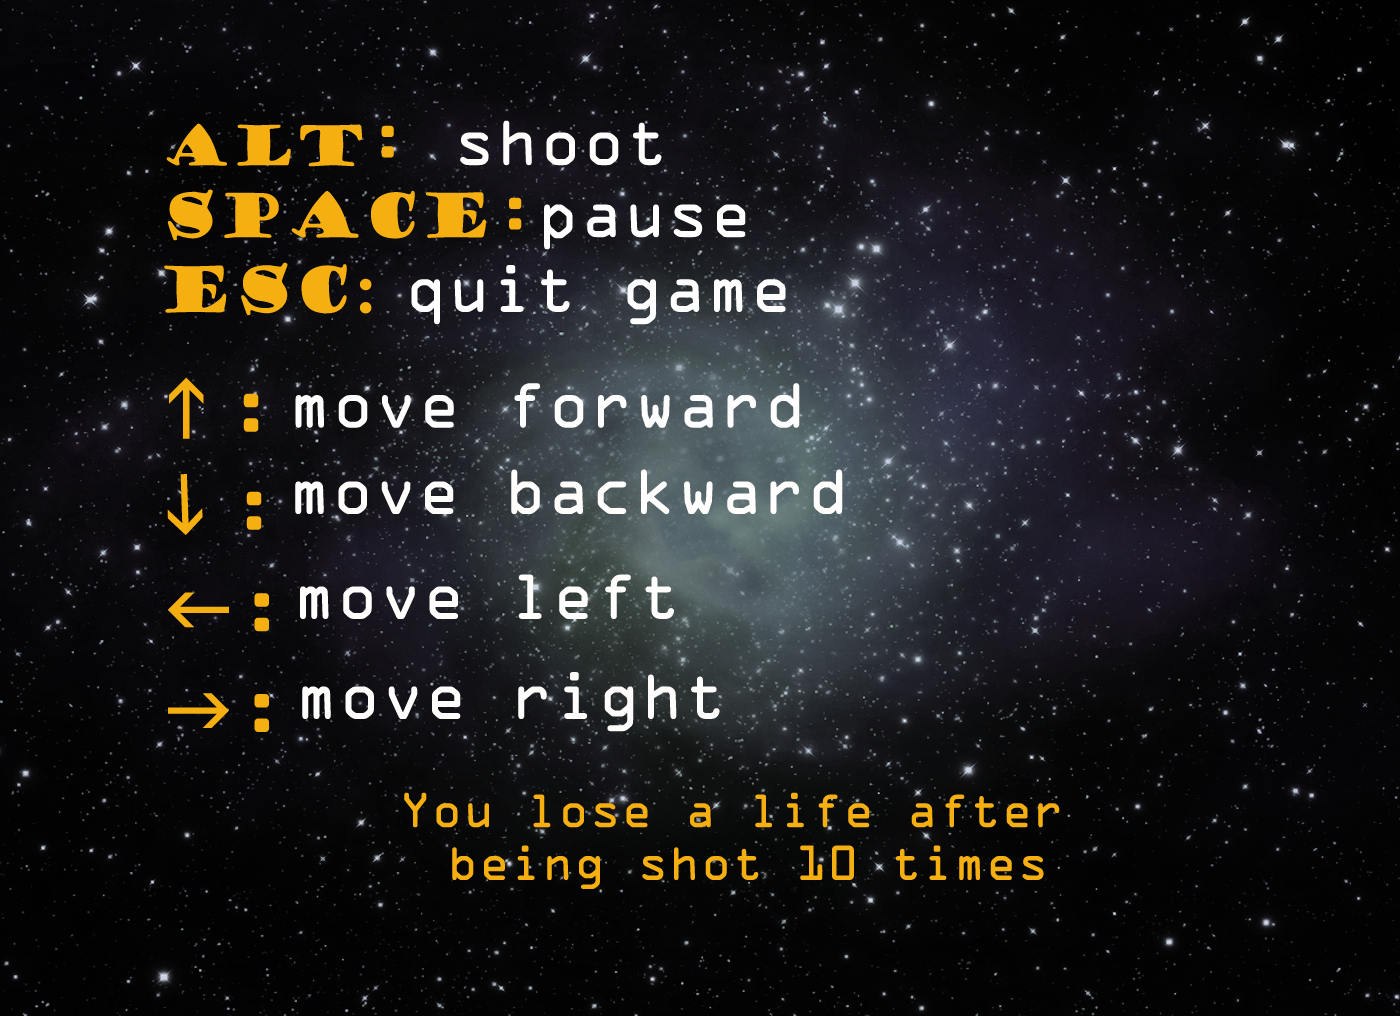 ALT: shoot
SPACE: pause
ESC: quit game
↑ : move forward
↓ : move backward
← : move left
→ : move right
You lose a life after
being shot 10 times